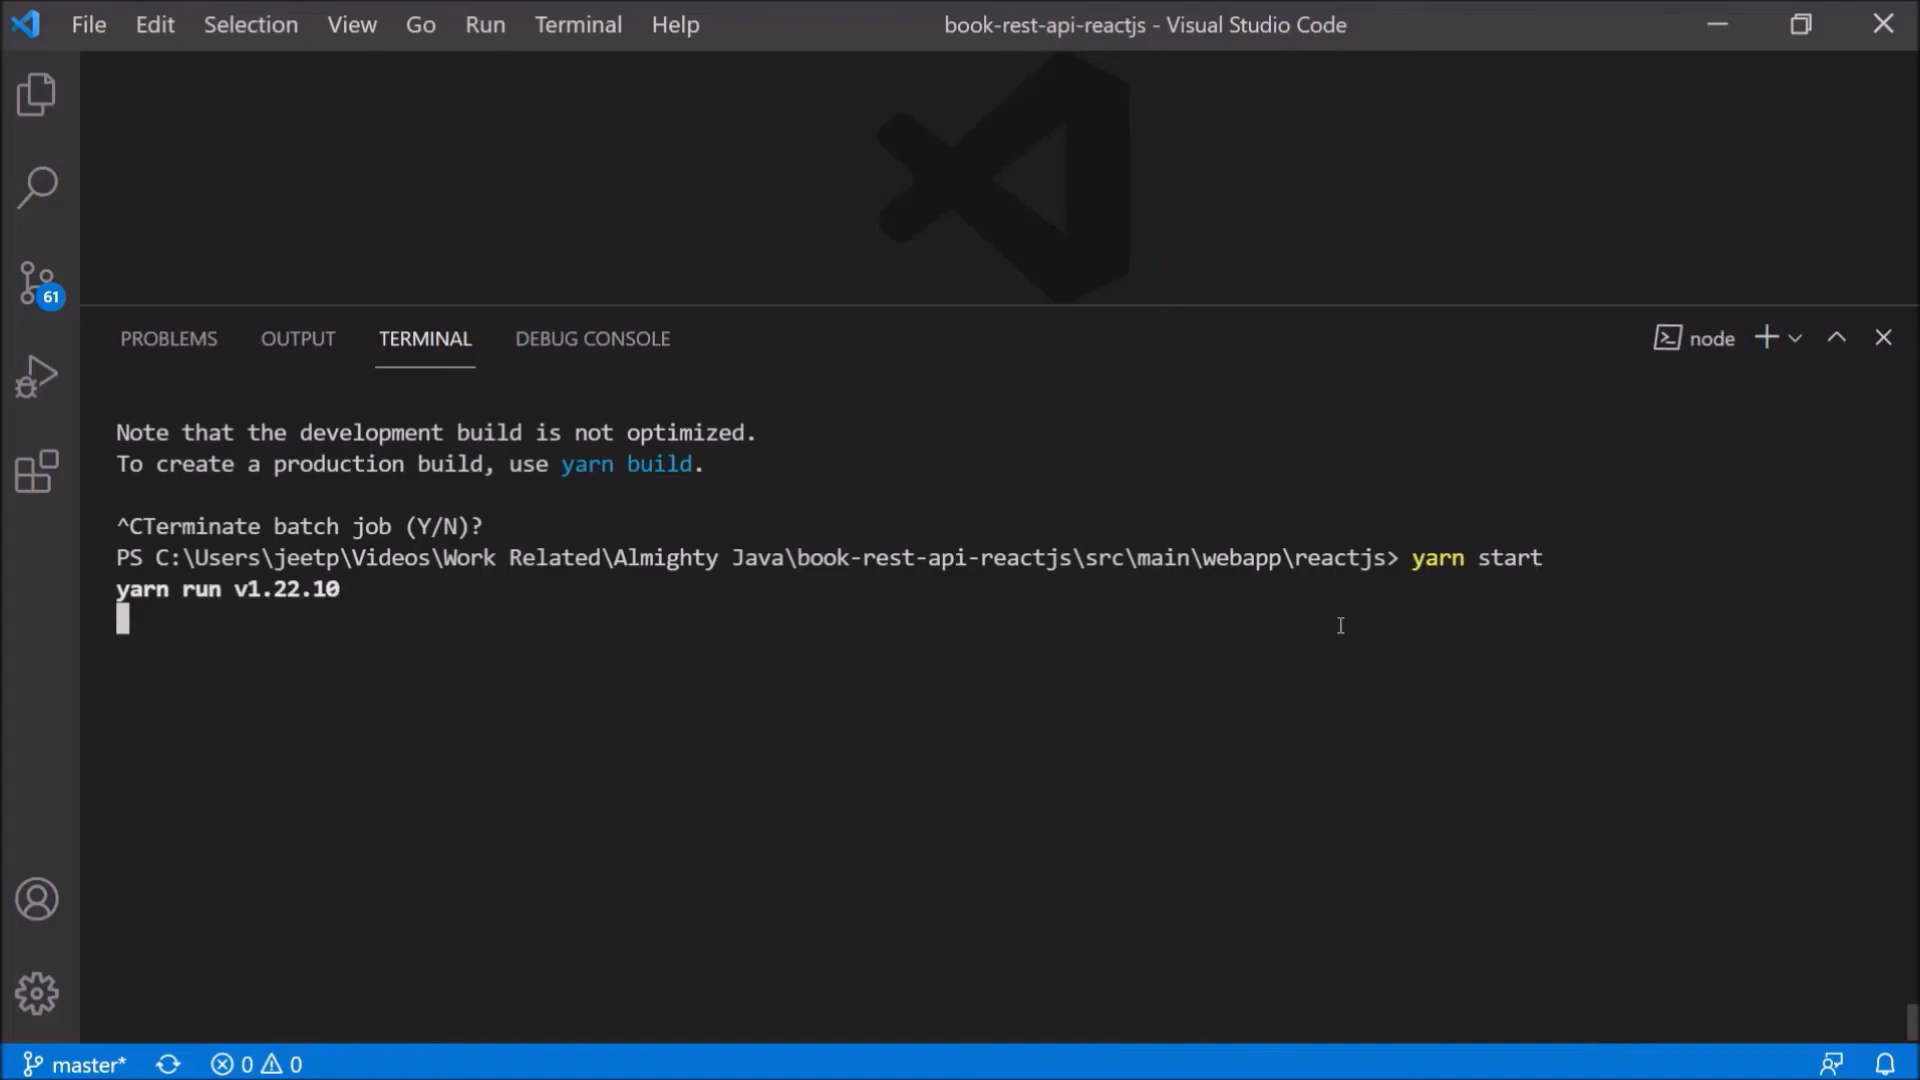 File Edit Selection View Go Run Terminal Help book-rest-api-reactjs - Visual Studio Code
61
PROBLEMS OUTPUT TERMINAL DEBUG CONSOLE node
Note that the development build is not optimized.
To create a production build, use yarn build.
^CTerminate batch job (Y/N)?
PS C:\Users\jeetp\Videos\Work Related\Almighty Java\book-rest-api-reactjs\src\main\webapp\reactjs> yarn start
yarn run v1.22.10
master* 0 0